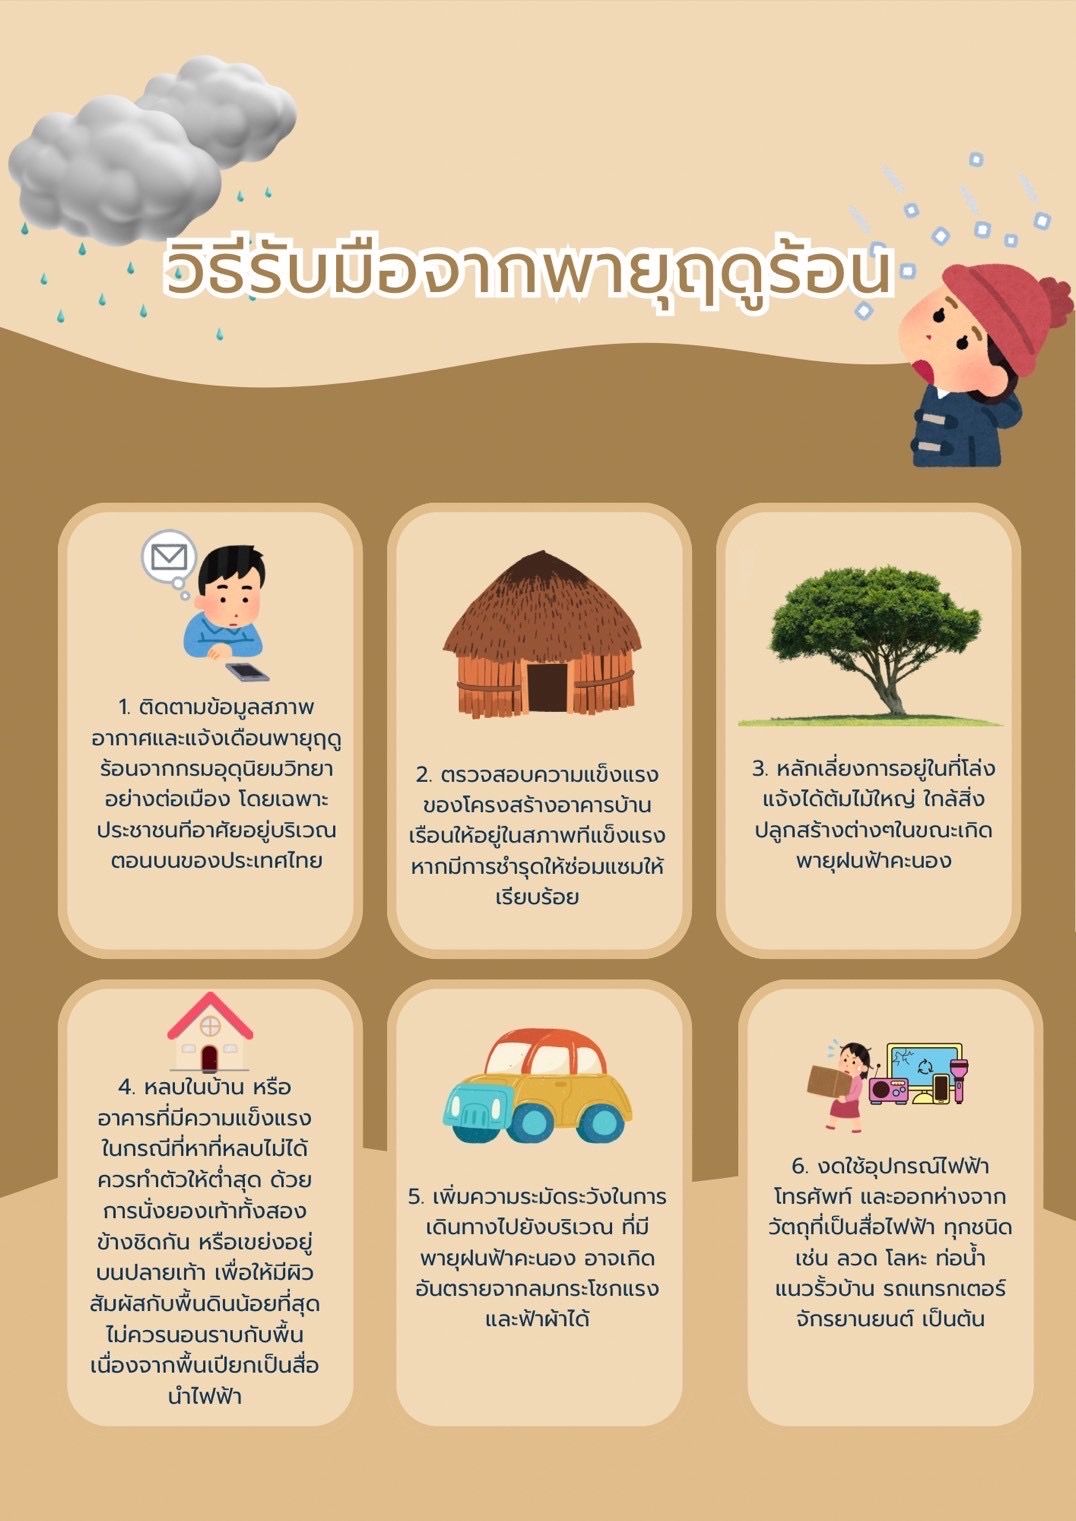 วิธีรับมือจากพายุฤดูร้อน
1. ติดตามข้อมูลสภาพ
อากาศและแจ้งเดือนพายุฤดู
ร้อนจากกรมอุดุนิยมวิทยา
อย่างต่อเมือง โดยเฉพาะ
ประชาชนทีอาศัยอยู่บริเวณ
ตอนบนของประเทศไทย
2. ตรวจสอบความแข็งแรง
ของโครงสร้างอาคารบ้าน
เรือนให้อยู่ในสภาพทีแข็งแรง
หากมีการชำรุดให้ซ่อมแซมให้
เรียบร้อย
3. หลักเลี่ยงการอยู่ในที่โล่ง
แจ้งได้ต้มไม้ใหญ่ ใกล้สิ่ง
ปลูกสร้างต่างๆในขณะเกิด
พายุฝนฟ้าคะนอง
4. หลบในบ้าน หรือ
อาคารที่มีความแข็งแรง
ในกรณีที่หาที่หลบไม่ได้
ควรทำตัวให้ต่ำสุด ด้วย
การนั่งยองเท้าทั้งสอง
ข้างชิดกัน หรือเขย่งอยู่
บนปลายเท้า เพื่อให้มีผิว
สัมผัสกับพื้นดินน้อยที่สุด
ไม่ควรนอนราบกับพื้น
เนื่องจากพื้นเปียกเป็นสื่อ
นำไฟฟ้า
5. เพิ่มความระมัดระวังในการ
เดินทางไปยังบริเวณ ที่มี
พายุฝนฟ้าคะนอง อาจเกิด
อันตรายจากลมกระโชกแรง
และฟ้าผ้าได้
6. งดใช้อุปกรณ์ไฟฟ้า
โทรศัพท์ และออกห่างจาก
วัตถุที่เป็นสื่อไฟฟ้า ทุกชนิด
เช่น ลวด โลหะ ท่อน้ำ
แนวรั้วบ้าน รถแทรกเตอร์
จักรยานยนต์ เป็นต้น